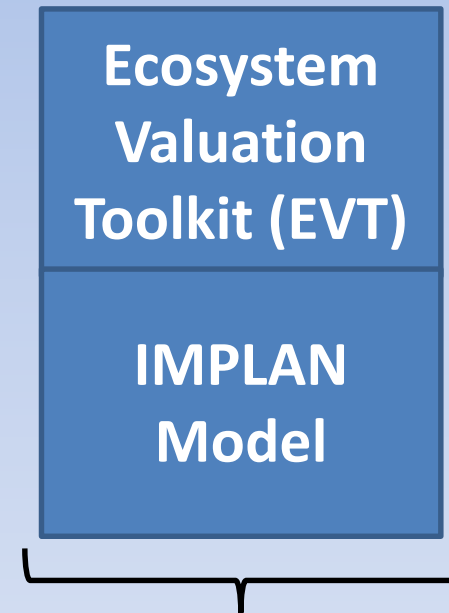 Ecosystem
Valuation
Toolkit (EVT)
IMPLAN
Model